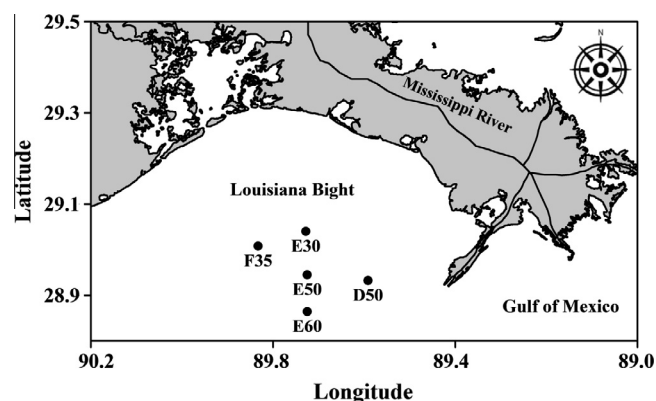 29.5
N
29.3
Mississippi River
Latitude
29.1
Louisiana Bight
E30
F35
E50
D50
28.9
Gulf of Mexico
E60
90.2
89.8
89.4
89.0
Longitude